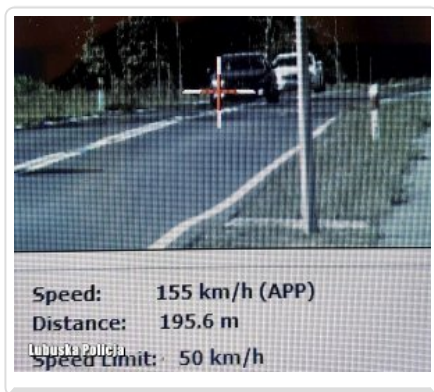 Speed: 155 km/h (APP)
Distance: 195.6 m
Lubuska Policja
Speed Limit: 50 km/h